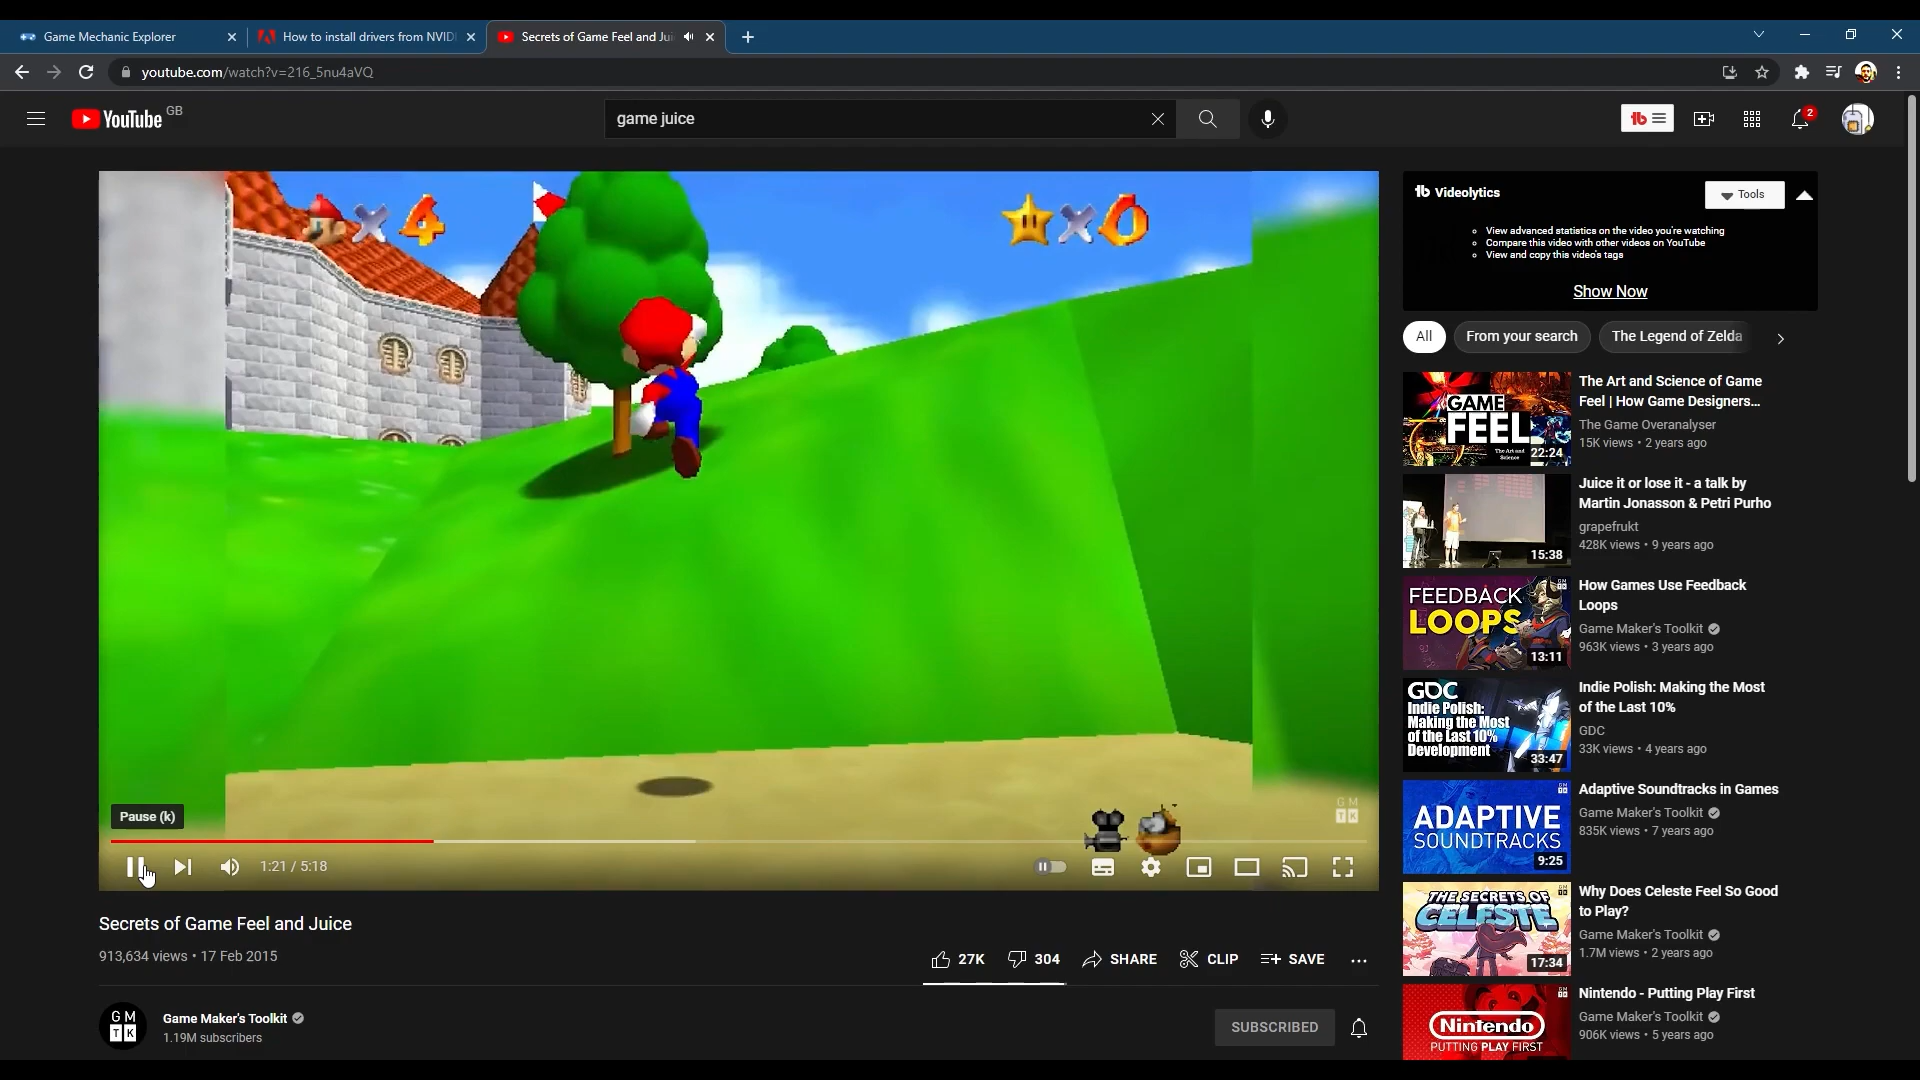 Game Mechanic Explorer
How to install drivers from NVIDI
Secrets of Game Feel and Jui
youtube.com/watch?v=216_5nu4aVQ
YouTube GB
game juice
2
× 4
× 0
Pause (k)
1:21 / 5:18
G M
T K
Secrets of Game Feel and Juice
913,634 views • 17 Feb 2015
27K
304
SHARE
CLIP
SAVE
G M
T K
Game Maker's Toolkit
1.19M subscribers
SUBSCRIBED
Videolytics
Tools
View advanced statistics on the video you're watching
Compare this video with other videos on YouTube
View and copy this video's tags
Show Now
All
From your search
The Legend of Zelda
GAME
FEEL
The Art and
Science
22:24
The Art and Science of Game
Feel | How Game Designers...
The Game Overanalyser
15K views • 2 years ago
15:38
Juice it or lose it - a talk by
Martin Jonasson & Petri Purho
grapefrukt
428K views • 9 years ago
FEEDBACK
LOOPS
13:11
How Games Use Feedback
Loops
Game Maker's Toolkit
963K views • 3 years ago
GDC
Indie Polish:
Making the Most
of the Last 10%
Development
33:47
Indie Polish: Making the Most
of the Last 10%
GDC
33K views • 4 years ago
ADAPTIVE
SOUNDTRACKS
9:25
Adaptive Soundtracks in Games
Game Maker's Toolkit
835K views • 7 years ago
THE SECRETS OF
CELESTE
17:34
Why Does Celeste Feel So Good
to Play?
Game Maker's Toolkit
1.7M views • 2 years ago
Nintendo
PUTTING PLAY FIRST
Nintendo - Putting Play First
Game Maker's Toolkit
906K views • 5 years ago